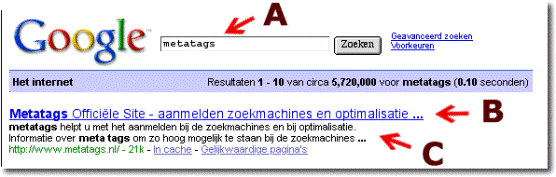 A
Google™
metatags
Zoeken
Geavanceerd zoeken
Voorkeuren
Het internet
Resultaten 1 - 10 van circa 5,720,000 voor metatags (0.10 seconden)
Metatags Officiële Site - aanmelden zoekmachines en optimalisatie ...
B
metatags helpt u met het aanmelden bij de zoekmachines en bij optimalisatie.
Informatie over meta tags om zo hoog mogelijk te staan bij de zoekmachines ...
C
http://www.metatags.nl/ - 21k - In cache - Gelijkwaardige pagina's